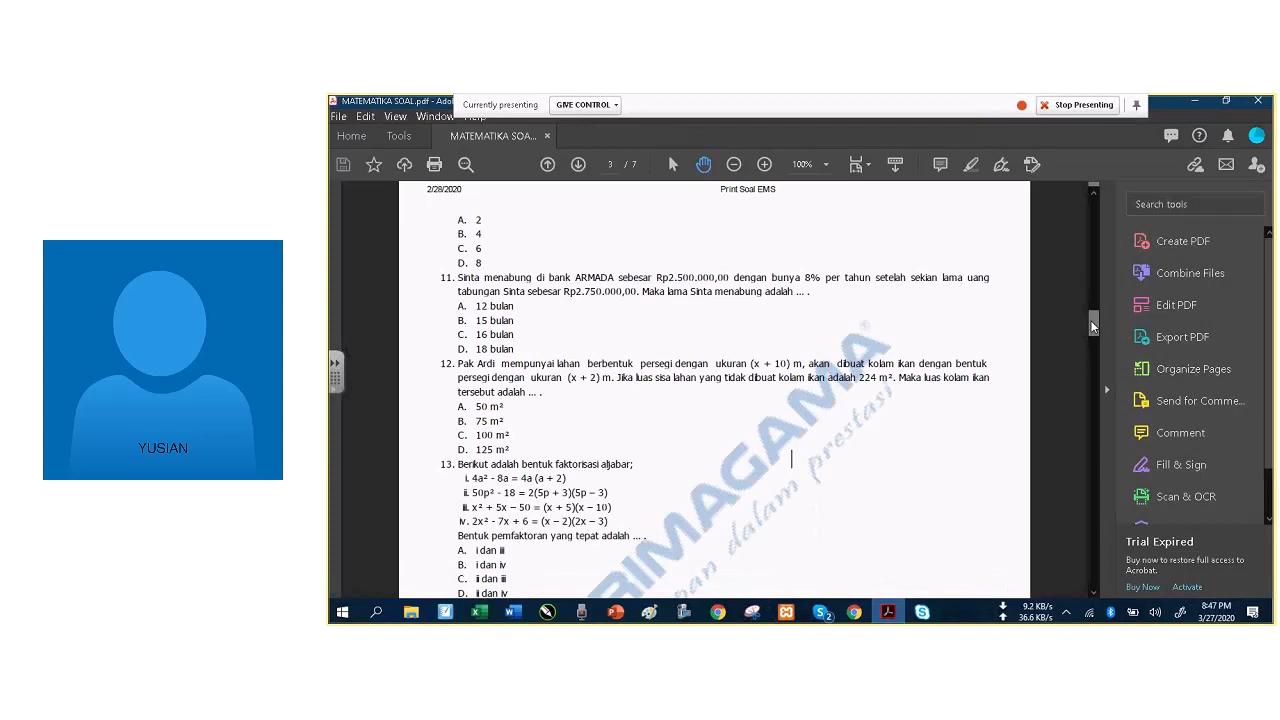 MATEMATIKA SOAL.pdf - Adol
Currently presenting
GIVE CONTROL
Stop Presenting
File Edit View Window Help
Home Tools MATEMATIKA SOA... ×
3 / 7
100%
2/28/2020 Print Soal EMS
A. 2
B. 4
C. 6
D. 8
11. Sinta menabung di bank ARMADA sebesar Rp2.500.000,00 dengan bunya 8% per tahun setelah sekian lama uang
tabungan Sinta sebesar Rp2.750.000,00. Maka lama Sinta menabung adalah ... .
A. 12 bulan
B. 15 bulan
C. 16 bulan
D. 18 bulan
12. Pak Ardi mempunyai lahan berbentuk persegi dengan ukuran (x + 10) m, akan dibuat kolam ikan dengan bentuk
persegi dengan ukuran (x + 2) m. Jika luas sisa lahan yang tidak dibuat kolam ikan adalah 224 m². Maka luas kolam ikan
tersebut adalah ... .
A. 50 m²
B. 75 m²
C. 100 m²
D. 125 m²
13. Berikut adalah bentuk faktorisasi aljabar;
i. 4a² - 8a = 4a (a + 2)
ii. 50p² - 18 = 2(5p + 3)(5p – 3)
iii. x² + 5x – 50 = (x + 5)(x – 10)
iv. 2x² - 7x + 6 = (x – 2)(2x – 3)
Bentuk pemfaktoran yang tepat adalah ... .
A. i dan iii
B. i dan iv
C. ii dan iii
D. ii dan iv
RIMAGAMA®
pan dalam prestasi
Search tools
Create PDF
Combine Files
Edit PDF
Export PDF
Organize Pages
Send for Comme...
Comment
Fill & Sign
Scan & OCR
Trial Expired
Buy now to restore full access to
Acrobat.
Buy Now Activate
YUSIAN
9.2 KB/s
36.6 KB/s
8:47 PM
3/27/2020
2